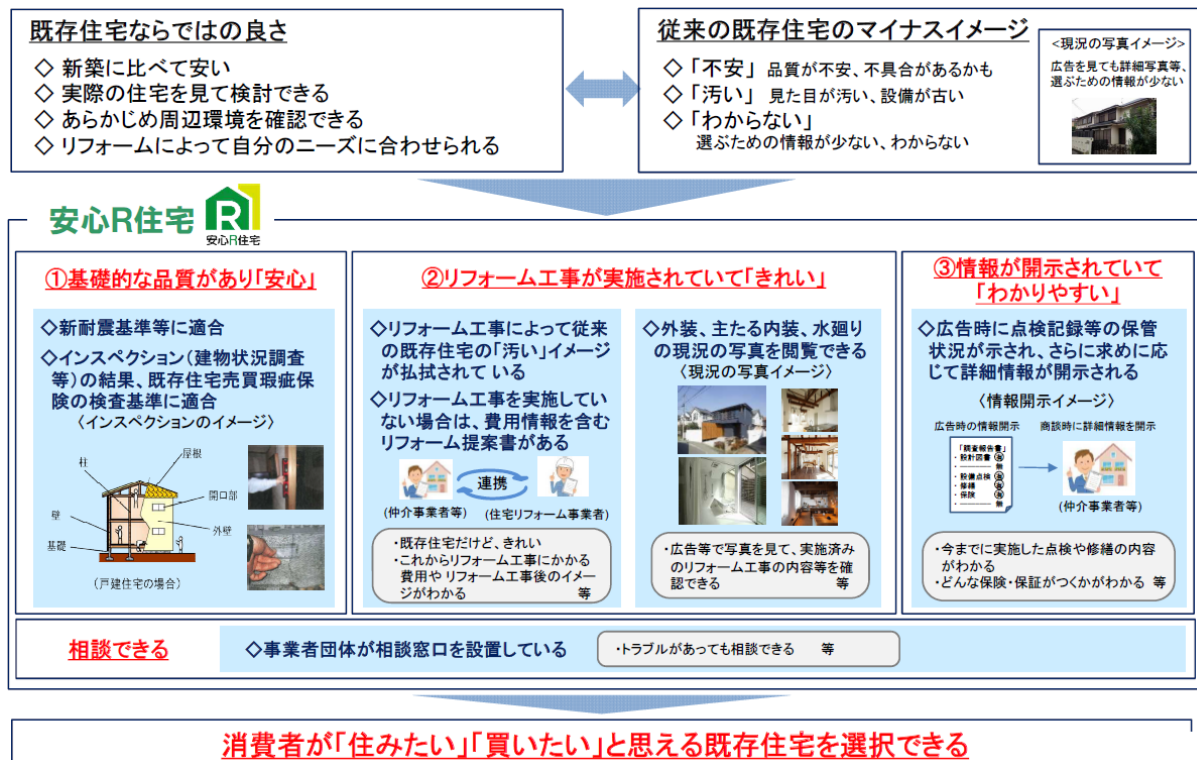 既存住宅ならではの良さ
◇ 新築に比べて安い
◇ 実際の住宅を見て検討できる
◇ あらかじめ周辺環境を確認できる
◇ リフォームによって自分のニーズに合わせられる
従来の既存住宅のマイナスイメージ
◇ 「不安」 品質が不安、不具合があるかも
◇ 「汚い」 見た目が汚い、設備が古い
◇ 「わからない」
選ぶための情報が少ない、わからない
<現況の写真イメージ>
広告を見ても詳細写真等、
選ぶための情報が少ない
安心R住宅
R
安心R住宅
①基礎的な品質があり「安心」
◇新耐震基準等に適合
◇インスペクション(建物状況調査
等)の結果、既存住宅売買瑕疵保
険の検査基準に適合
〈インスペクションのイメージ〉
屋根
柱
開口部
壁
外壁
基礎
(戸建住宅の場合)
②リフォーム工事が実施されていて「きれい」
◇リフォーム工事によって従来
の既存住宅の「汚い」イメージ
が払拭されて いる
◇リフォーム工事を実施してい
ない場合は、費用情報を含む
リフォーム提案書がある
連携
(仲介事業者等)
(住宅リフォーム事業者)
・既存住宅だけど、きれい
・これからリフォーム工事にかかる
費用や リフォーム工事後のイメー
ジがわかる 等
◇外装、主たる内装、水廻り
の現況の写真を閲覧できる
〈現況の写真イメージ〉
・広告等で写真を見て、実施済み
のリフォーム工事の内容等を確
認できる 等
③情報が開示されていて
「わかりやすい」
◇広告時に点検記録等の保管
状況が示され、さらに求めに応
じて詳細情報が開示される
〈情報開示イメージ〉
広告時の情報開示
商談時に詳細情報を開示
「調査報告書」
・設計図書 有
・ 無
・設備点検 有
・修繕 有
・保険 有
・ 無
(仲介事業者等)
・今までに実施した点検や修繕の内容
がわかる
・どんな保険・保証がつくかがわかる 等
相談できる
◇事業者団体が相談窓口を設置している
・トラブルがあっても相談できる 等
消費者が「住みたい」「買いたい」と思える既存住宅を選択できる